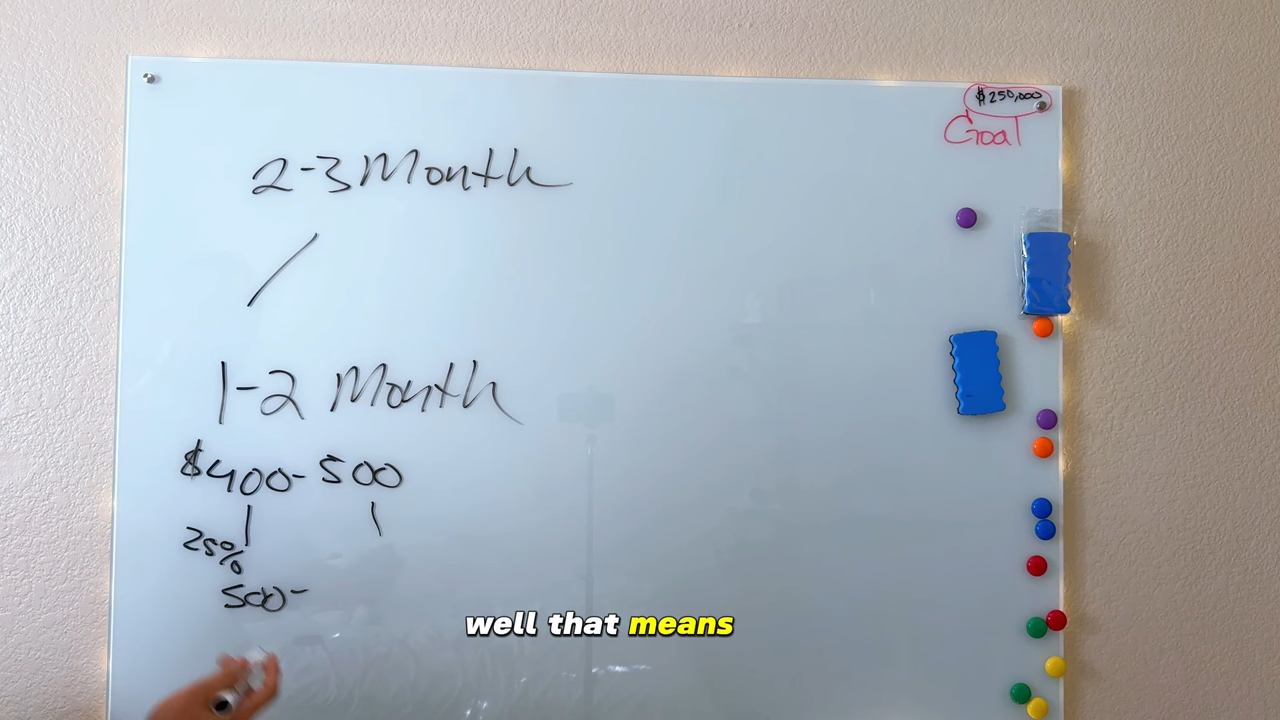 $250,000
Goal
2-3 Month
1-2 Month
$400-500
25%
500-
well that means